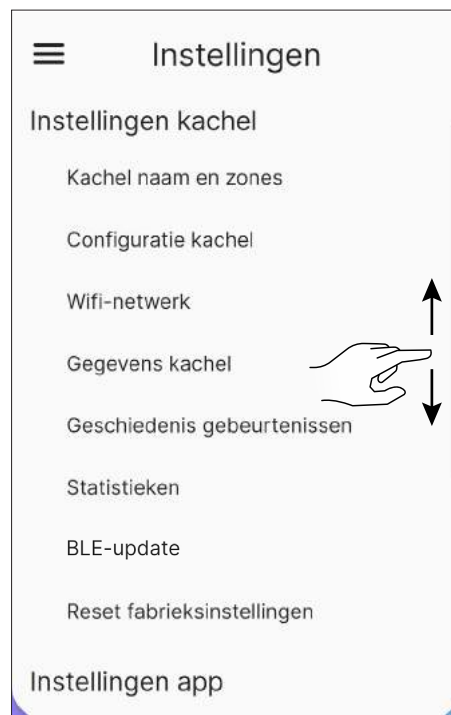 Instellingen
Instellingen kachel
Kachel naam en zones
Configuratie kachel
Wifi-netwerk
Gegevens kachel
Geschiedenis gebeurtenissen
Statistieken
BLE-update
Reset fabrieksinstellingen
Instellingen app